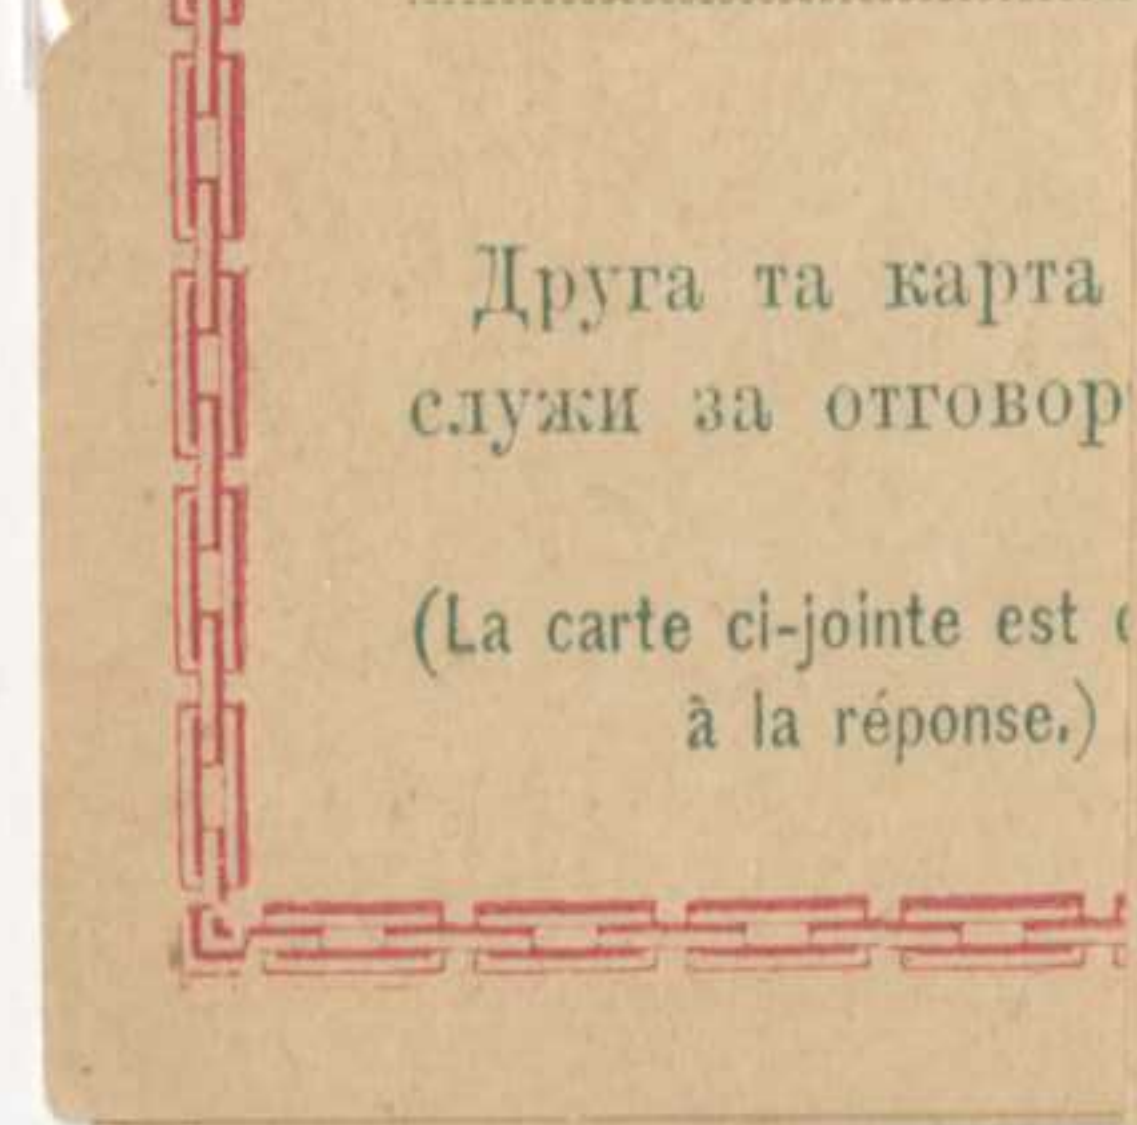 Друга та карта
служи за отговор
(La carte ci-jointe est
à la réponse.)